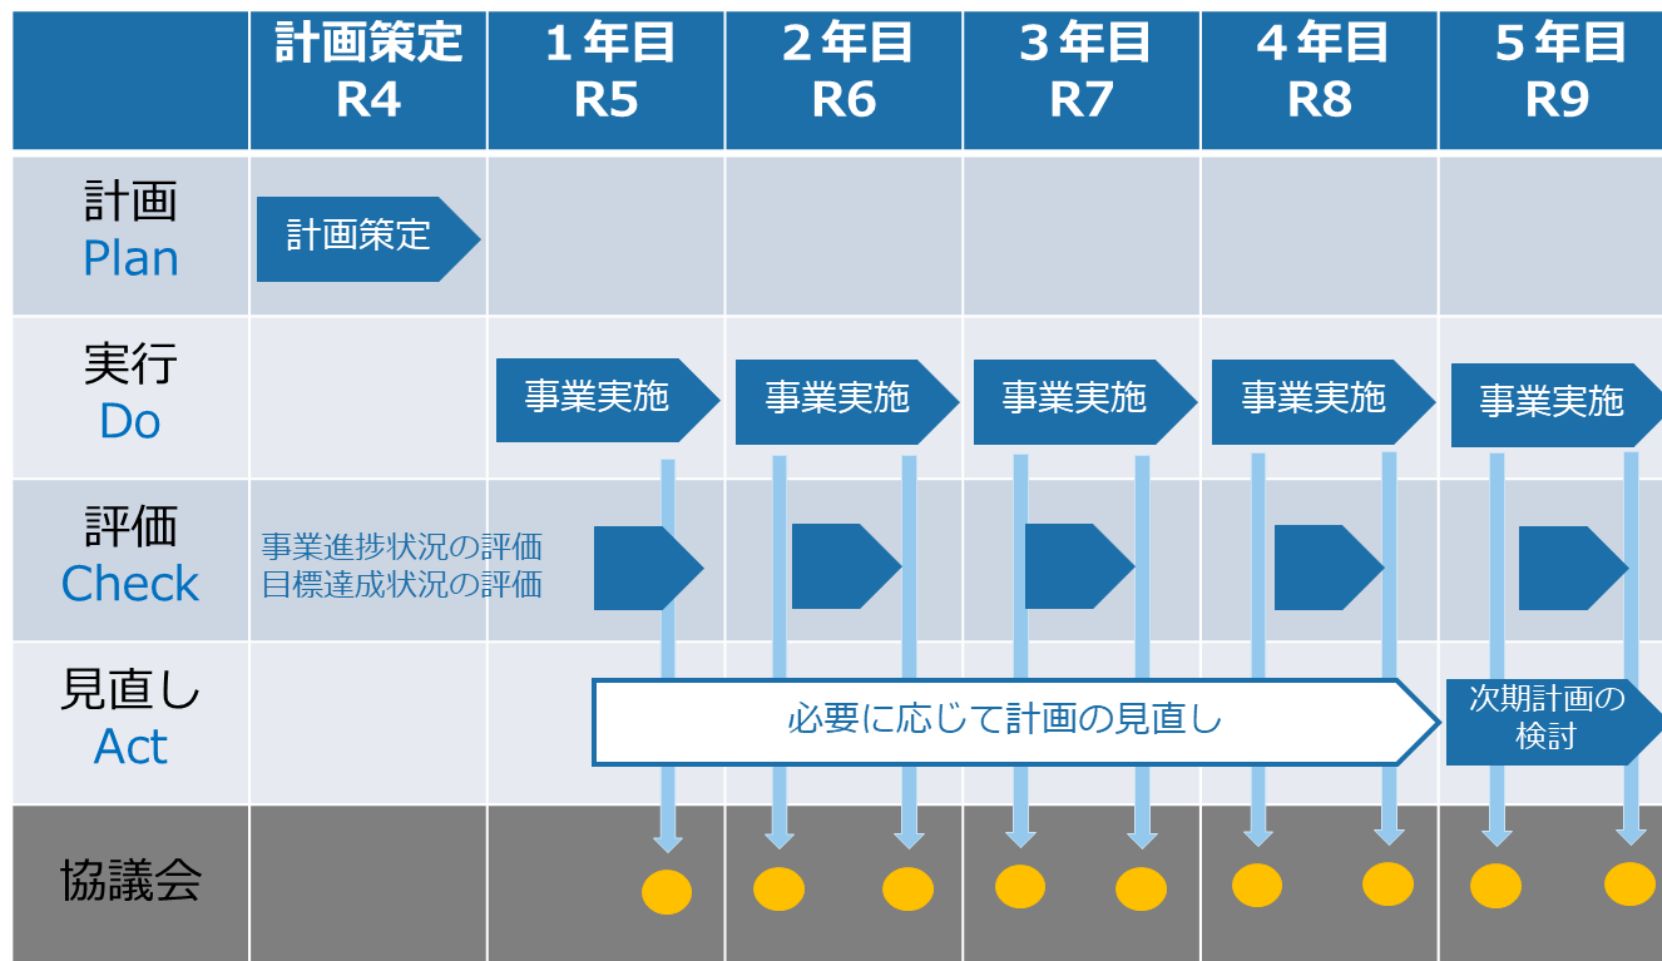 計画策定
R4
１年目
R5
２年目
R6
３年目
R7
４年目
R8
５年目
R9
計画
Plan
計画策定
実行
Do
事業実施
事業実施
事業実施
事業実施
事業実施
評価
Check
事業進捗状況の評価
目標達成状況の評価
見直し
Act
必要に応じて計画の見直し
次期計画の
検討
協議会